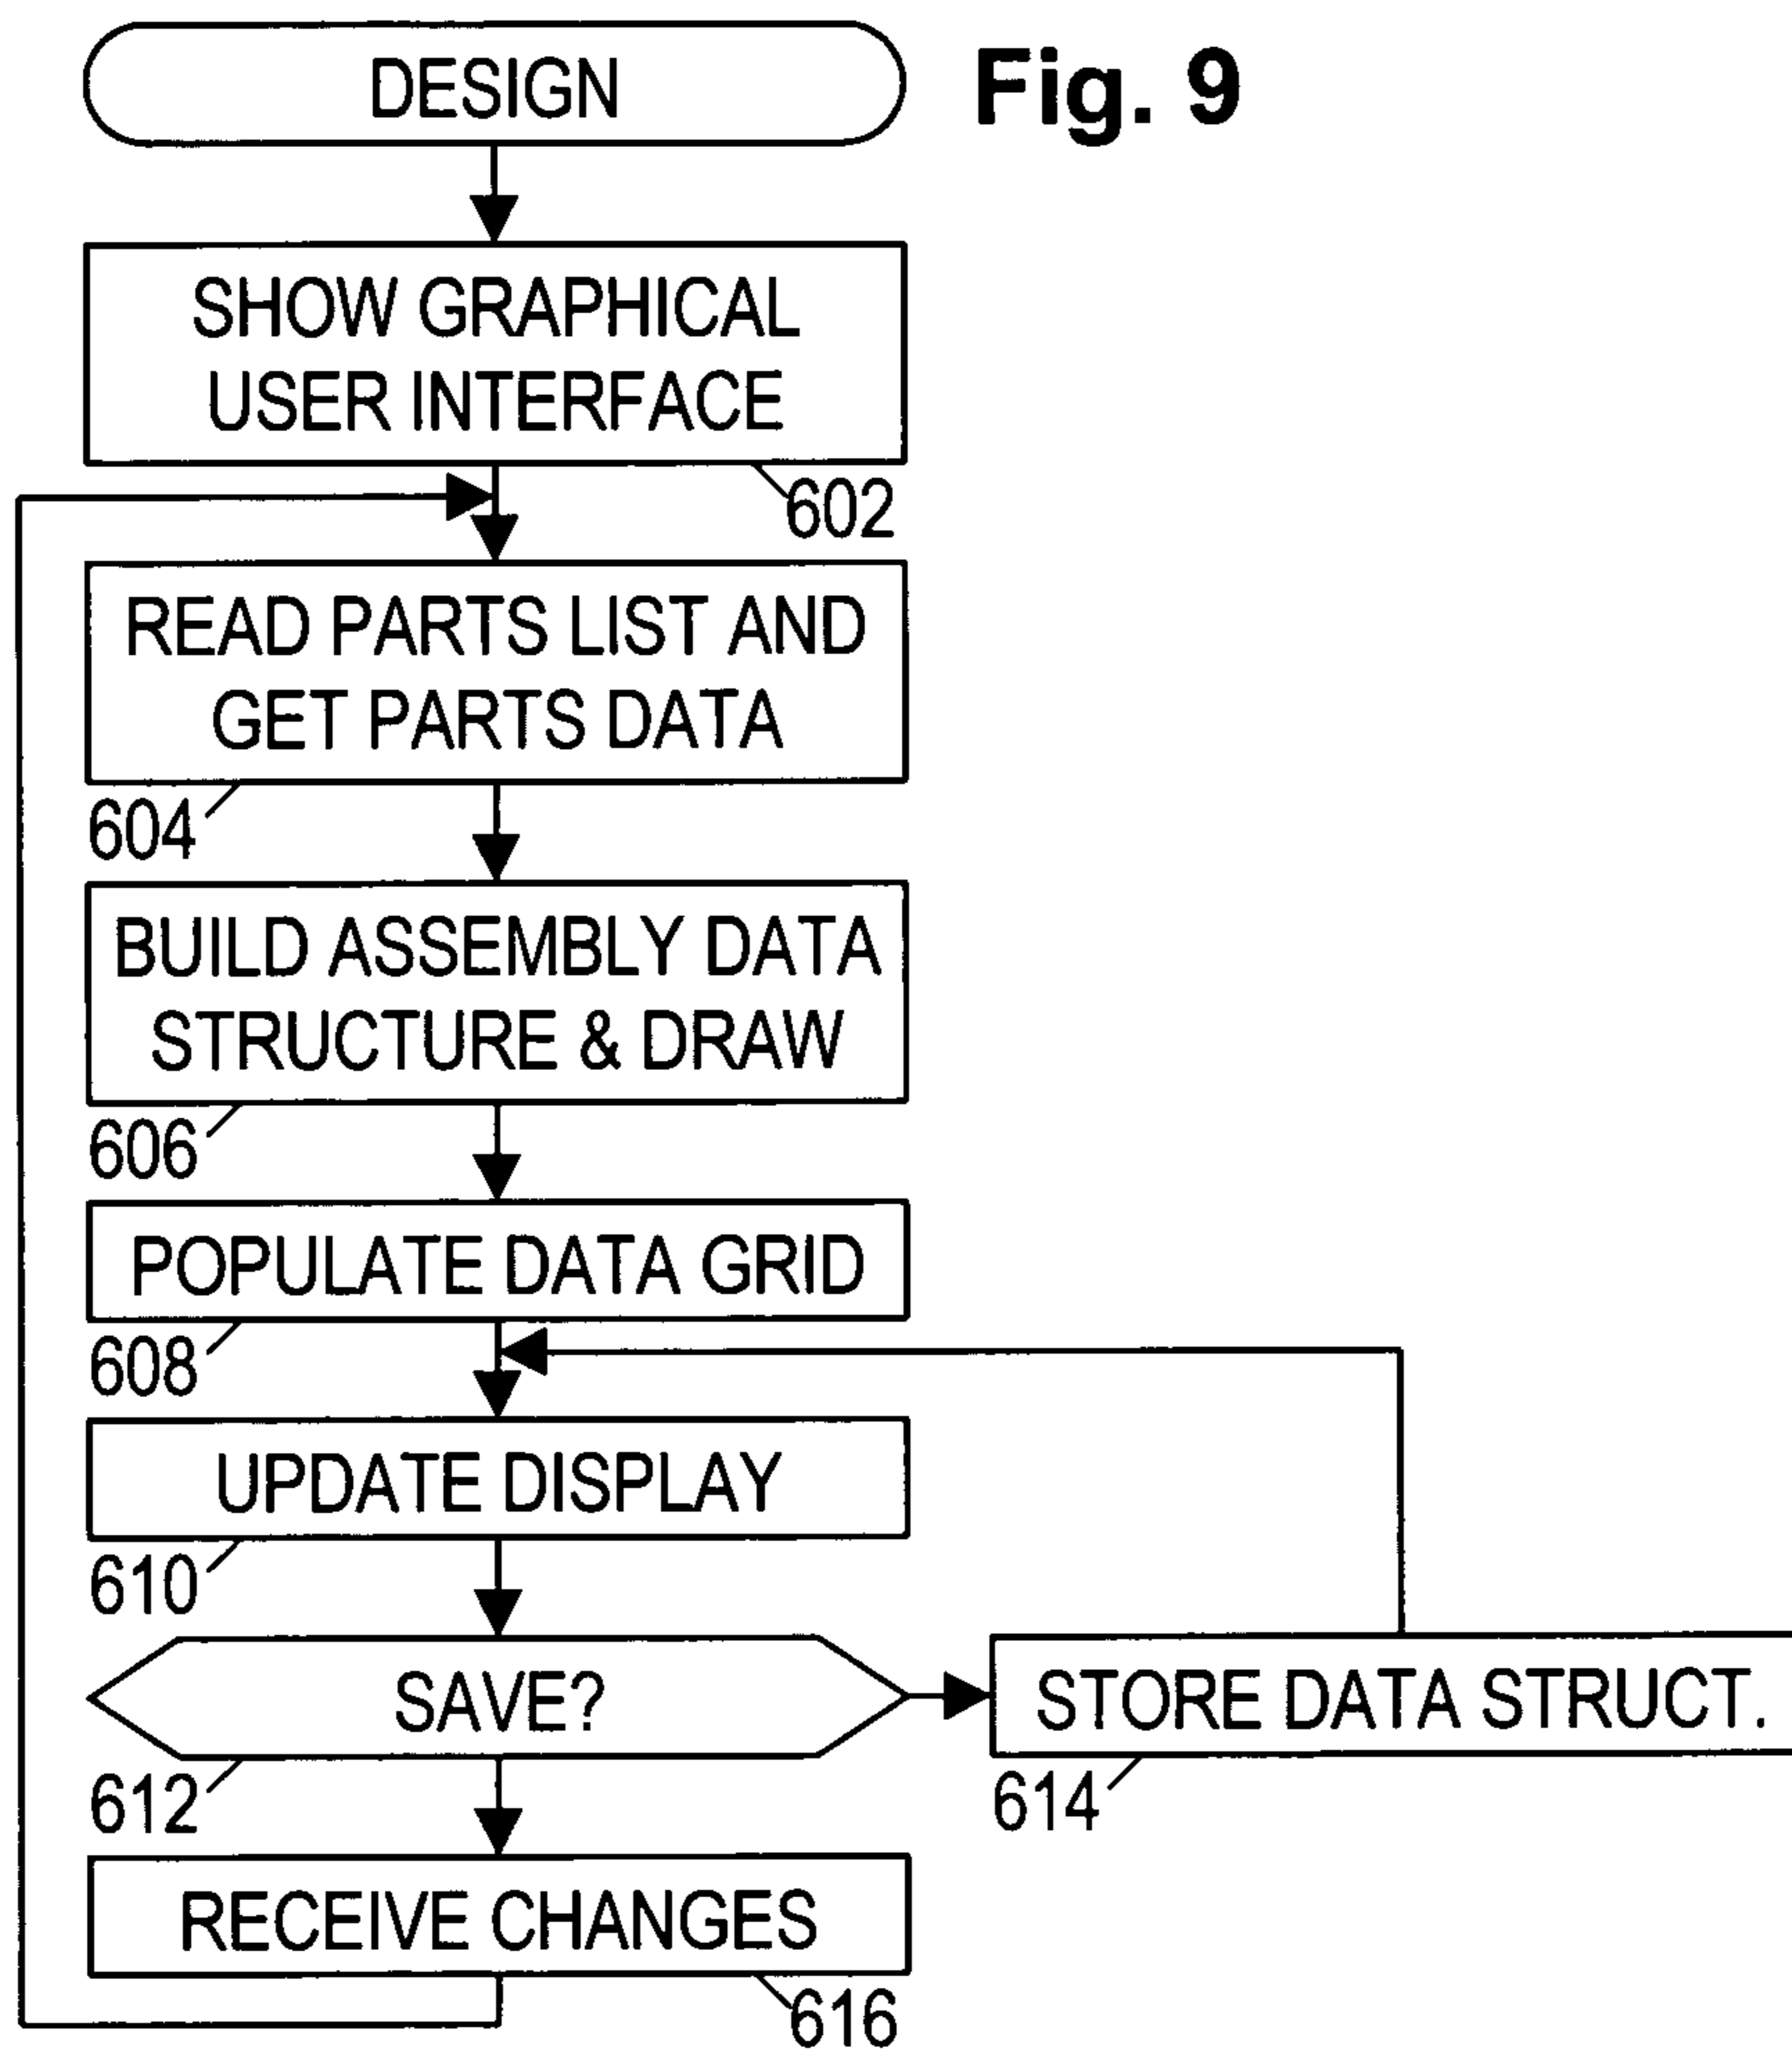 DESIGN
Fig. 9
SHOW GRAPHICAL
USER INTERFACE
602
READ PARTS LIST AND
GET PARTS DATA
604
BUILD ASSEMBLY DATA
STRUCTURE & DRAW
606
POPULATE DATA GRID
608
UPDATE DISPLAY
610
SAVE?
612
STORE DATA STRUCT.
614
RECEIVE CHANGES
616